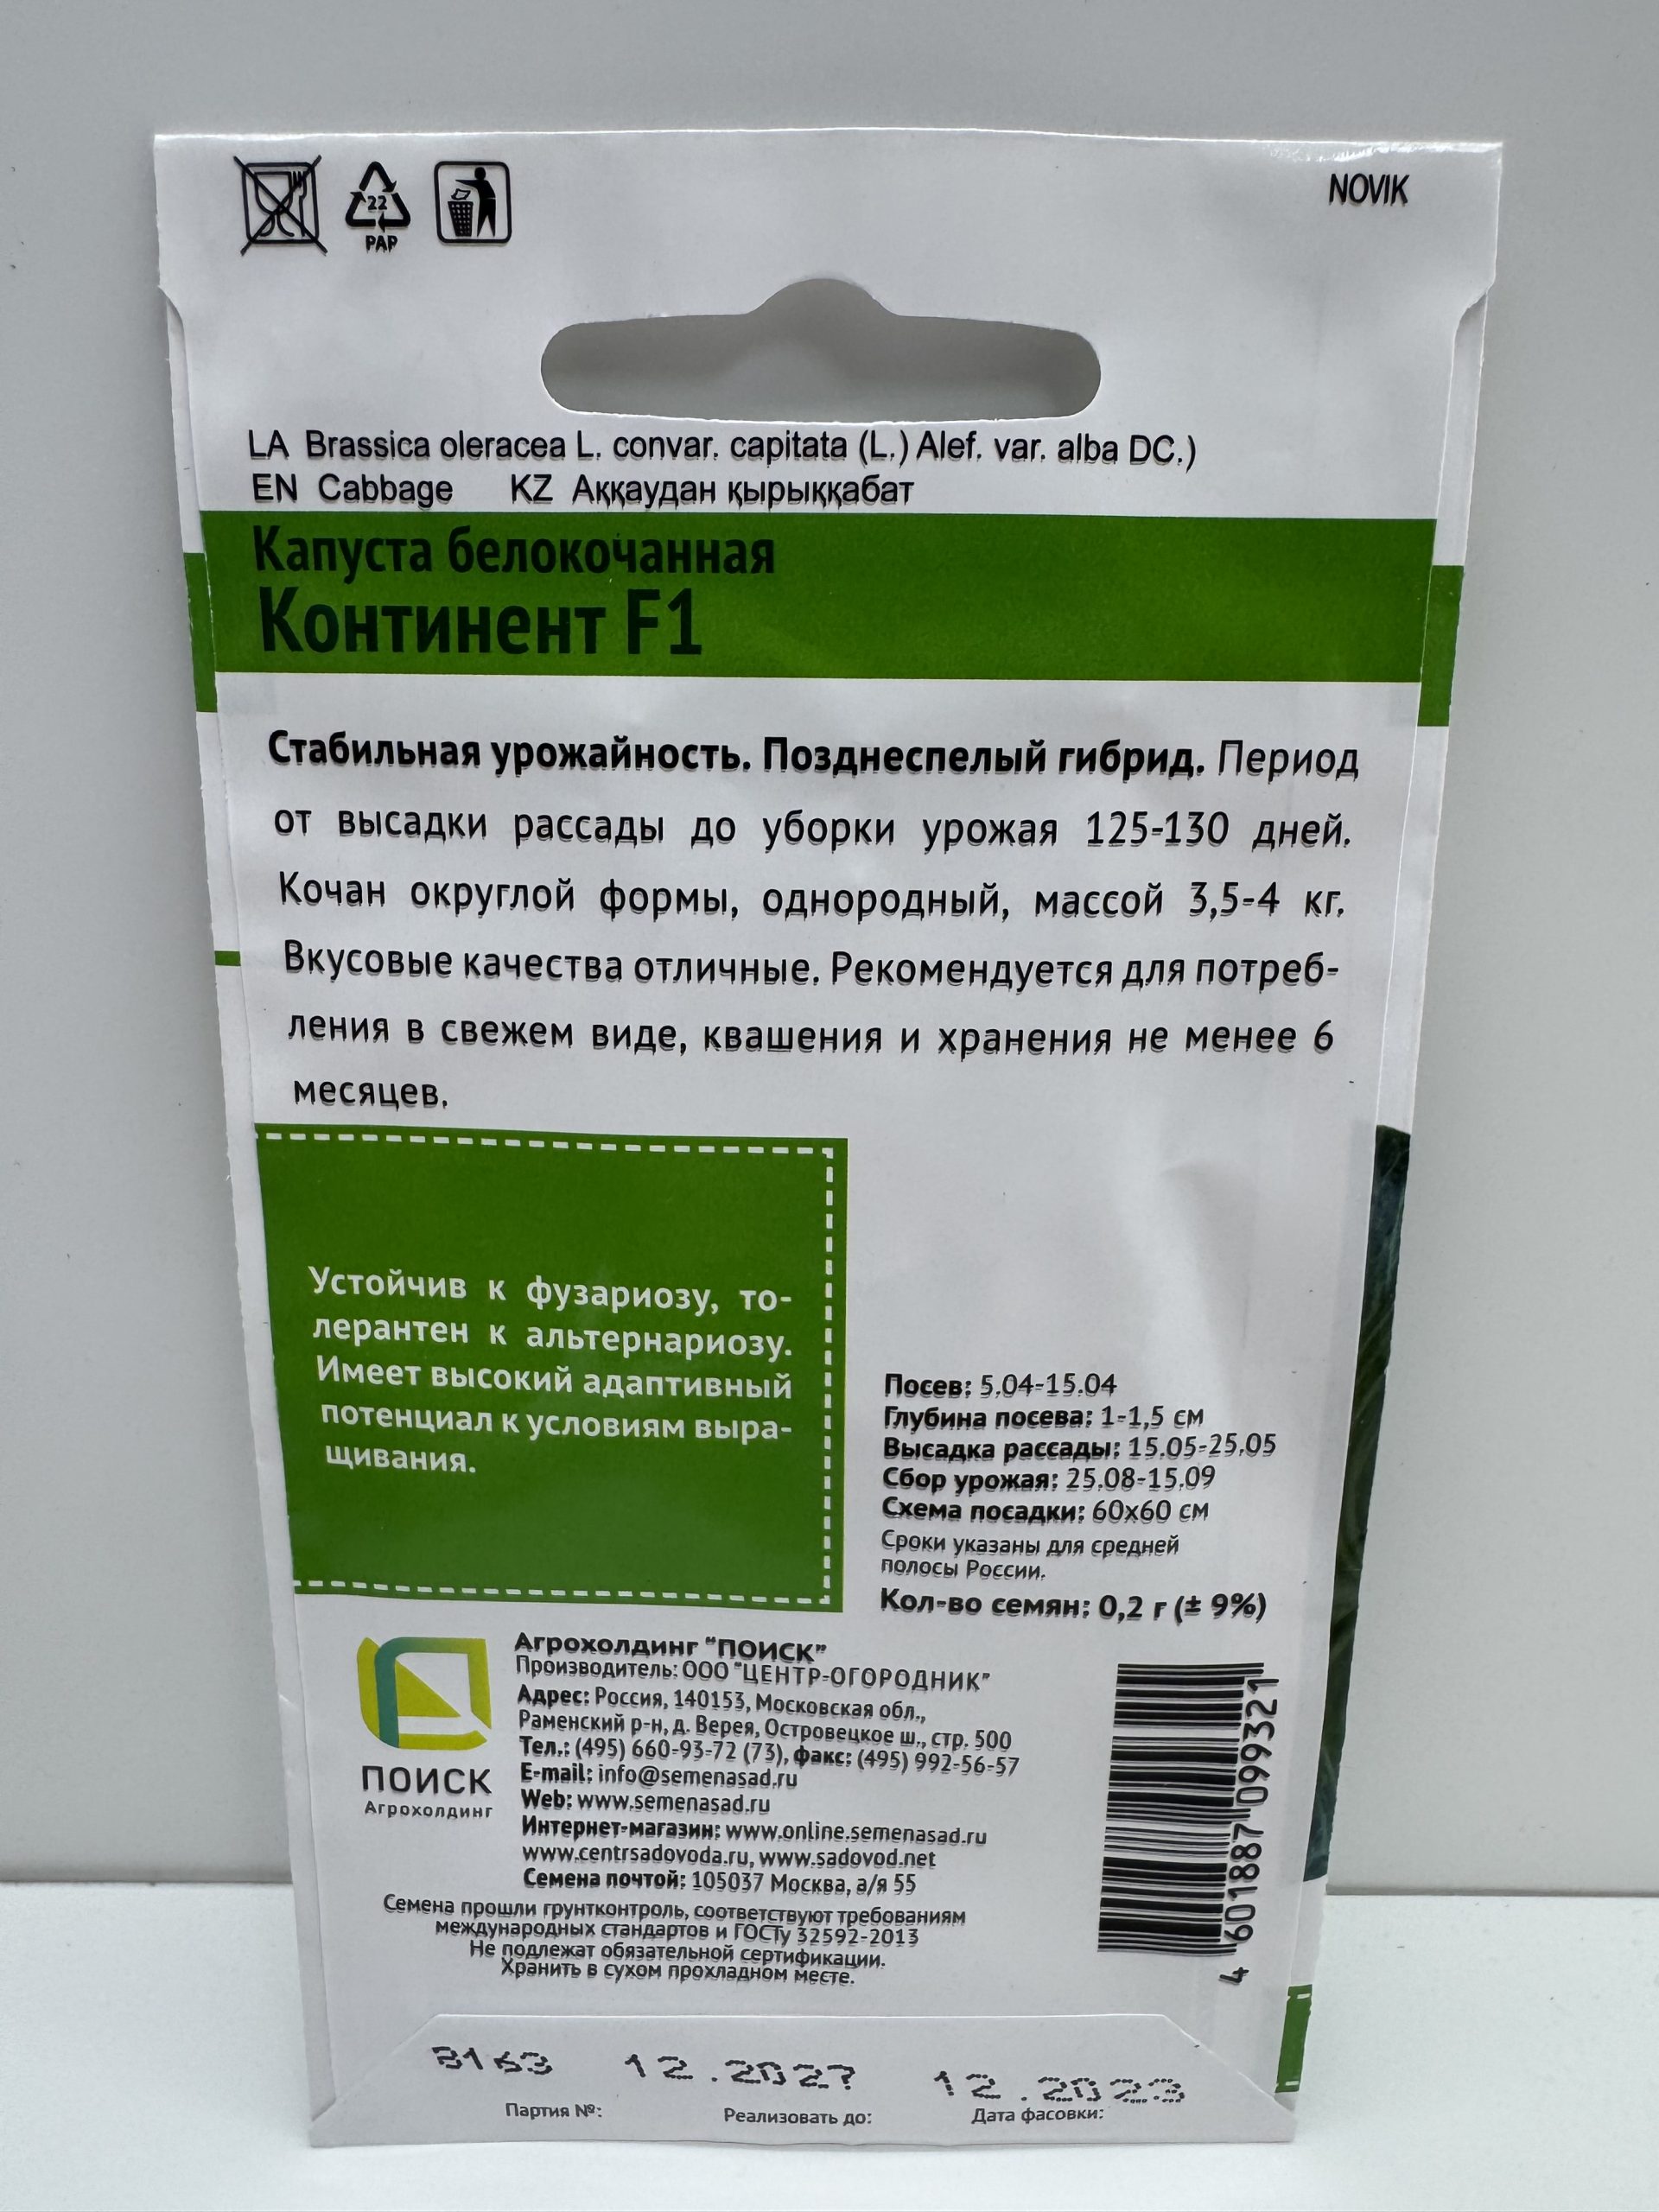 22
PAP
NOVIK
LA Brassica oleracea L. convar. capitata (L.) Alef. var. alba DC.)
EN Cabbage KZ Аққаудан қырыққабат
Капуста белокочанная
Континент F1
Стабильная урожайность. Позднеспелый гибрид. Период
от высадки рассады до уборки урожая 125-130 дней.
Кочан округлой формы, однородный, массой 3,5-4 кг.
Вкусовые качества отличные. Рекомендуется для потреб-
ления в свежем виде, квашения и хранения не менее 6
месяцев.
Устойчив к фузариозу, то-
лерантен к альтернариозу.
Имеет высокий адаптивный
потенциал к условиям выра-
щивания.
Посев: 5.04-15.04
Глубина посева: 1-1,5 см
Высадка рассады: 15.05-25.05
Сбор урожая: 25.08-15.09
Схема посадки: 60х60 см
Сроки указаны для средней
полосы России.
Кол-во семян: 0,2 г (± 9%)
ПОИСК
Агрохолдинг
Агрохолдинг "ПОИСК"
Производитель: ООО "ЦЕНТР-ОГОРОДНИК"
Адрес: Россия, 140153, Московская обл.,
Раменский р-н, д. Верея, Островецкое ш., стр. 500
Тел.: (495) 660-93-72 (73), факс: (495) 992-56-57
E-mail: info@semenasad.ru
Web: www.semenasad.ru
Интернет-магазин: www.online.semenasad.ru
www.centrsadovoda.ru, www.sadovod.net
Семена почтой: 105037 Москва, а/я 55
Семена прошли грунтконтроль, соответствуют требованиям
международных стандартов и ГОСТу 32592-2013
Не подлежат обязательной сертификации.
Хранить в сухом прохладном месте.
4 601887 099321
8163 12.2027 12.2023
Партия №: Реализовать до: Дата фасовки: